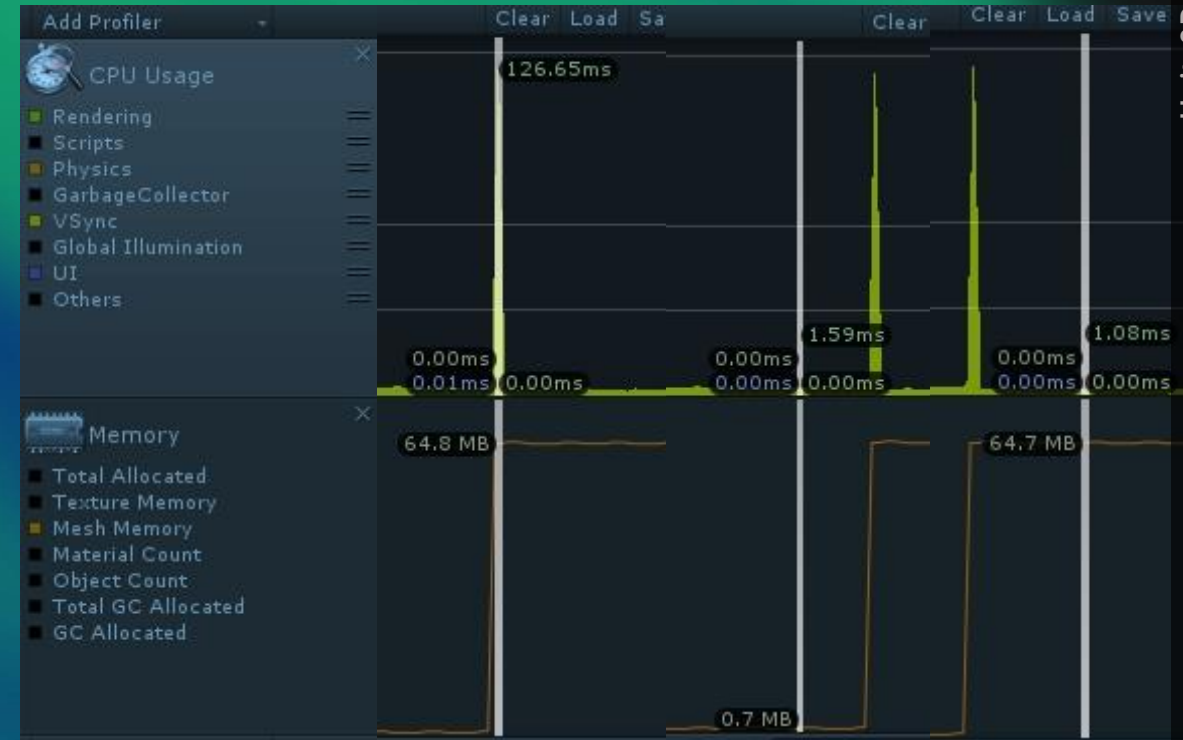 Add Profiler Clear Load Sa Clear Clear Load Save
CPU Usage
126.65ms
Rendering
Scripts
Physics
GarbageCollector
VSync
Global Illumination
UI
Others
1.59ms 1.08ms
0.00ms 0.00ms 0.00ms
0.01ms 0.00ms 0.00ms 0.00ms 0.00ms 0.00ms
Memory 64.8 MB 64.7 MB
Total Allocated
Texture Memory
Mesh Memory
Material Count
Object Count
Total GC Allocated
GC Allocated
0.7 MB